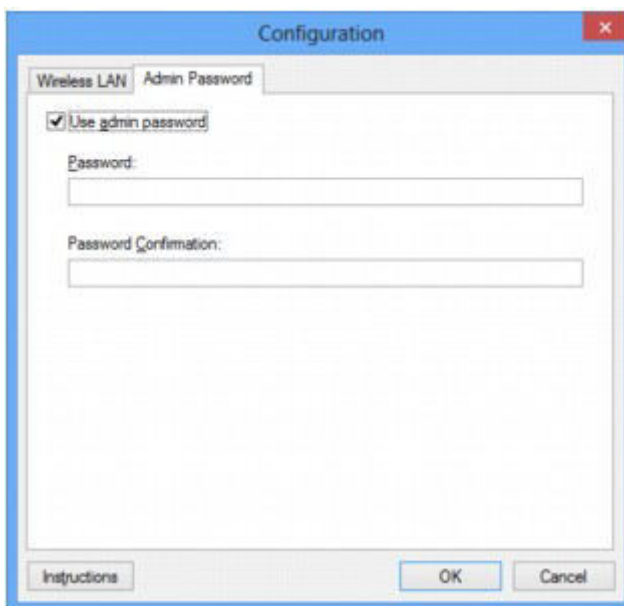 Configuration
Wireless LAN Admin Password
Use admin password
Password:
Password Confirmation:
Instructions OK Cancel